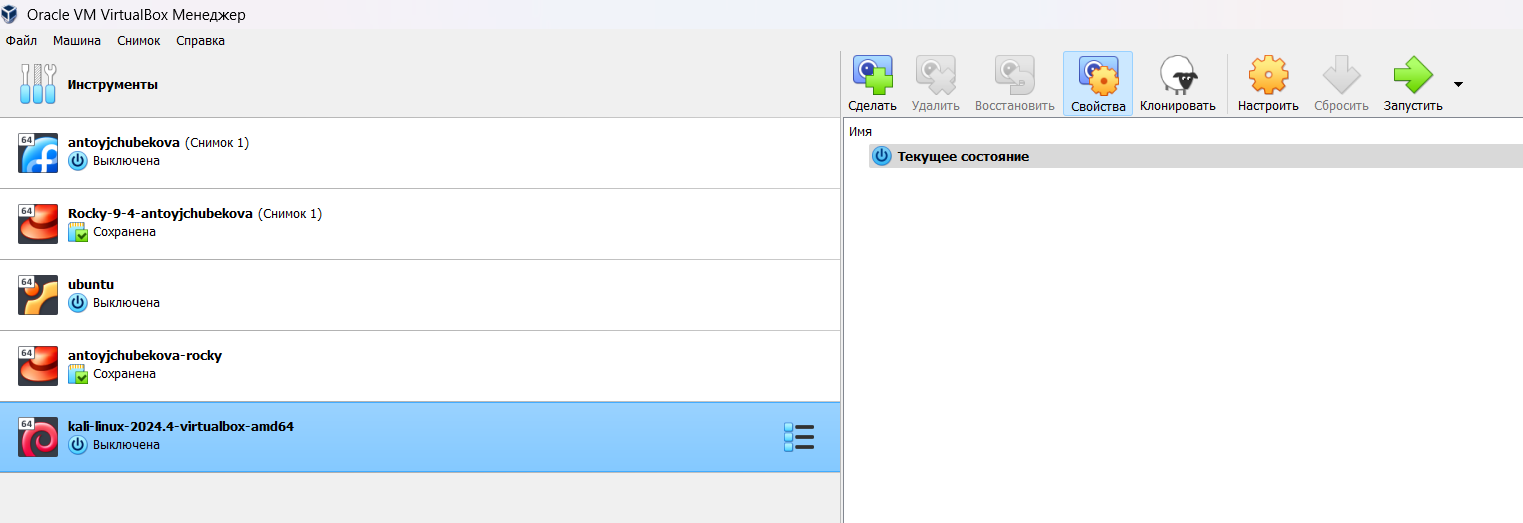 Oracle VM VirtualBox Менеджер
Файл Машина Снимок Справка
Инструменты
64 antoyjchubekova (Снимок 1)
Выключена
64 Rocky-9-4-antoyjchubekova (Снимок 1)
Сохранена
64 ubuntu
Выключена
64 antoyjchubekova-rocky
Сохранена
64 kali-linux-2024.4-virtualbox-amd64
Выключена
Сделать Удалить Восстановить Свойства Клонировать Настроить Сбросить Запустить
Имя
Текущее состояние